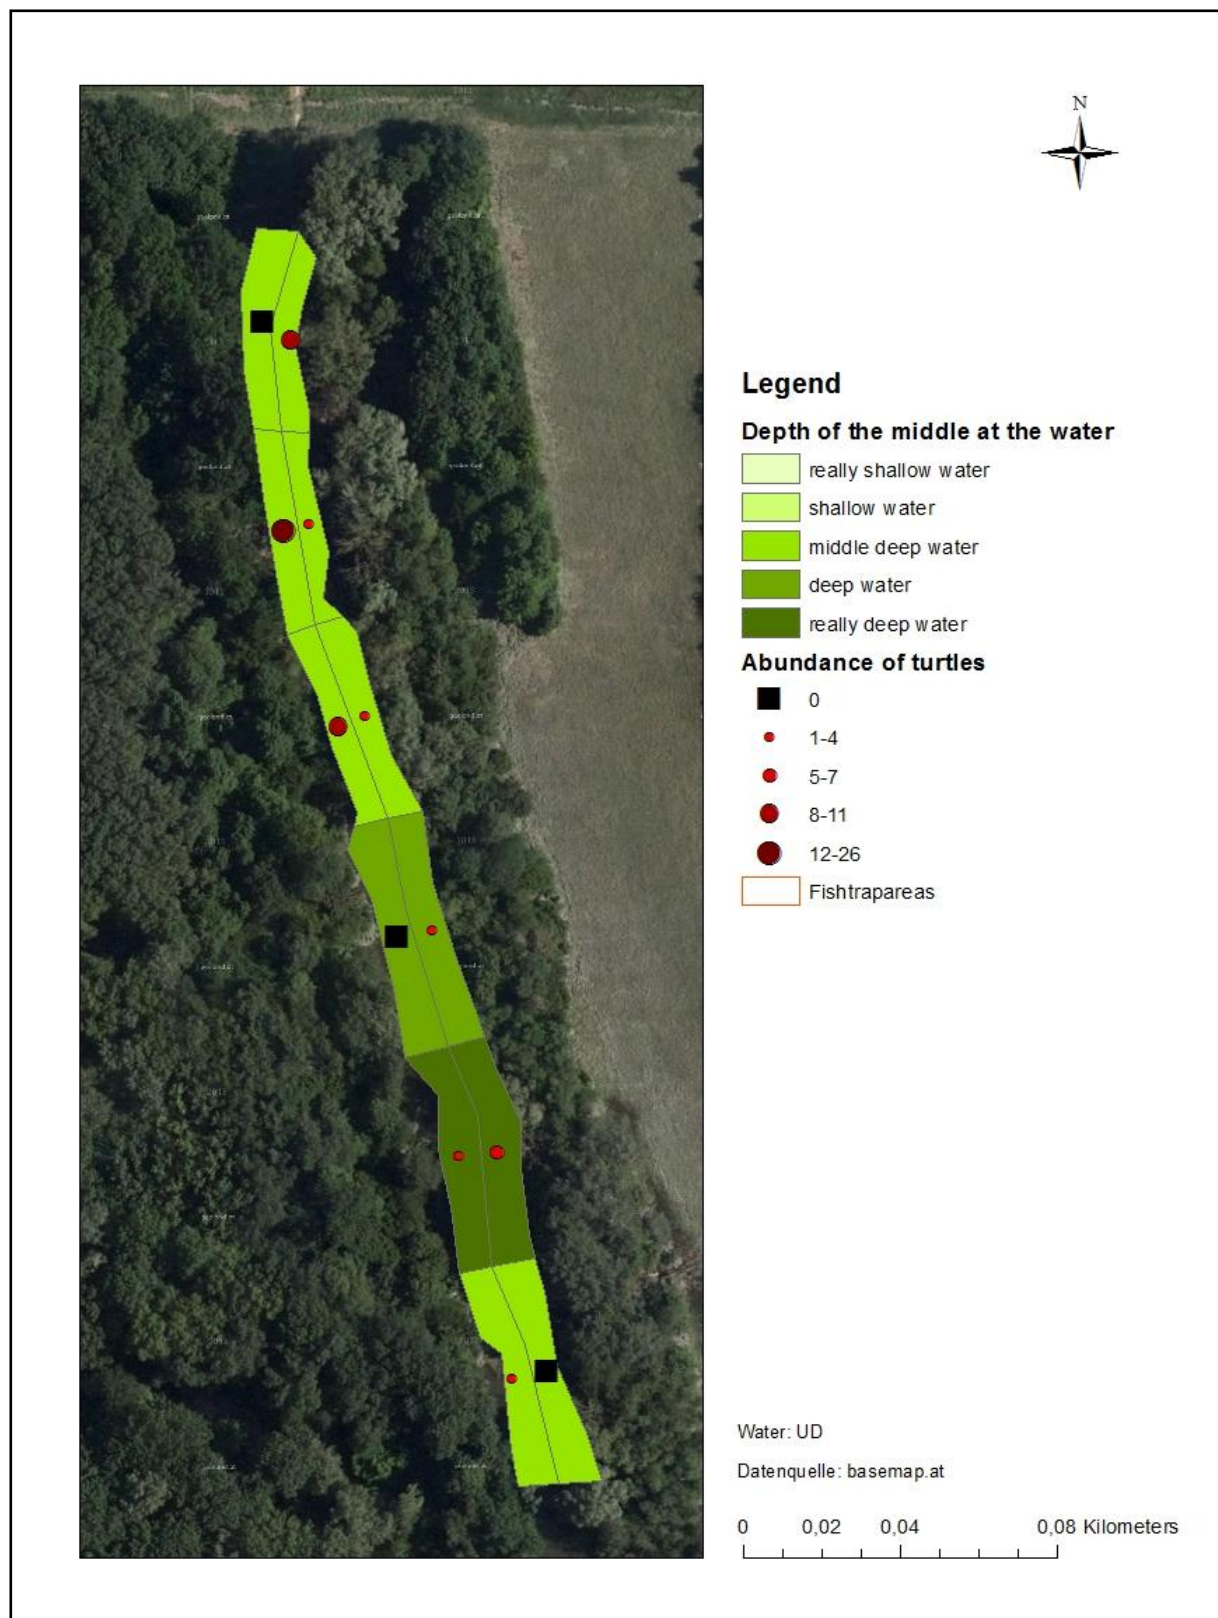 N
Legend
Depth of the middle at the water
really shallow water
shallow water
middle deep water
deep water
really deep water
Abundance of turtles
0
1-4
5-7
8-11
12-26
Fishtrapareas
Water: UD
Datenquelle: basemap.at
0 0,02 0,04 0,08 Kilometers